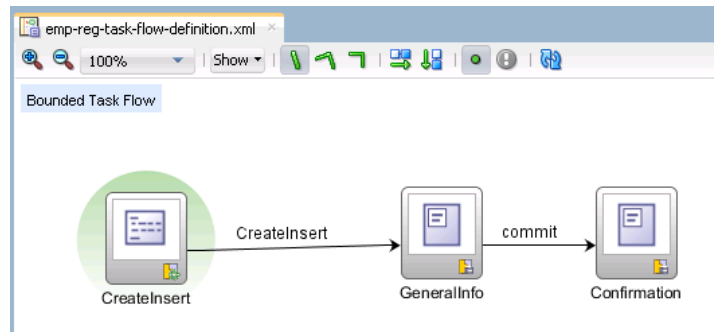 emp-reg-task-flow-definition.xml
100% Show
Bounded Task Flow
CreateInsert commit
CreateInsert GeneralInfo Confirmation